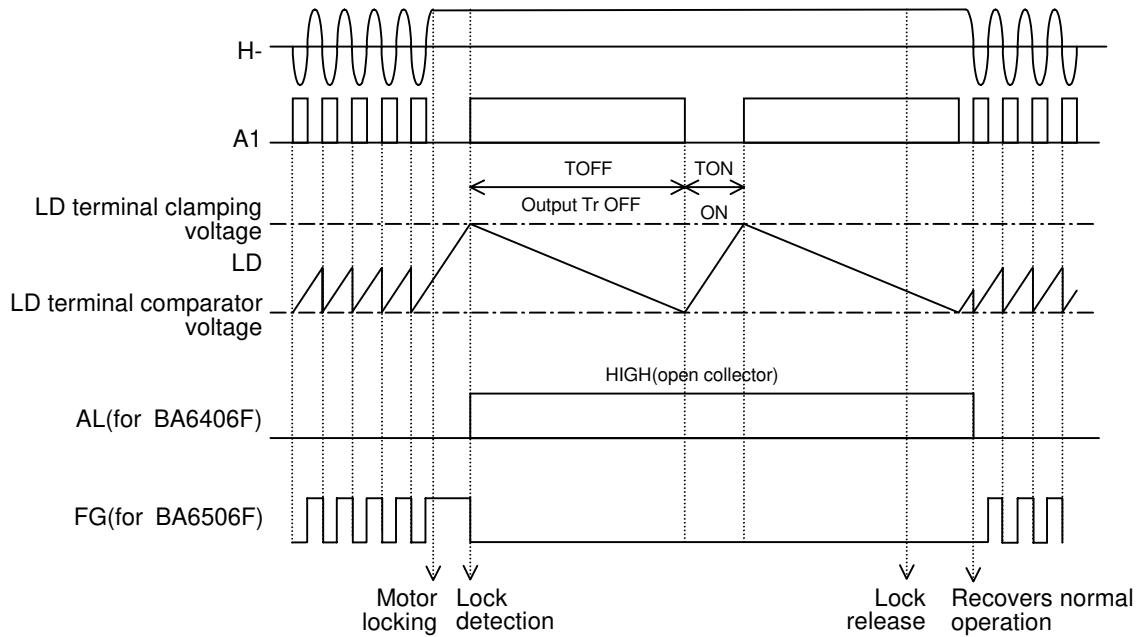 H-
A1
TOFF
TON
LD terminal clamping
voltage
Output Tr OFF
ON
LD
LD terminal comparator
voltage
HIGH(open collector)
AL(for BA6406F)
FG(for BA6506F)
Motor
locking
Lock
detection
Lock
release
Recovers normal
operation